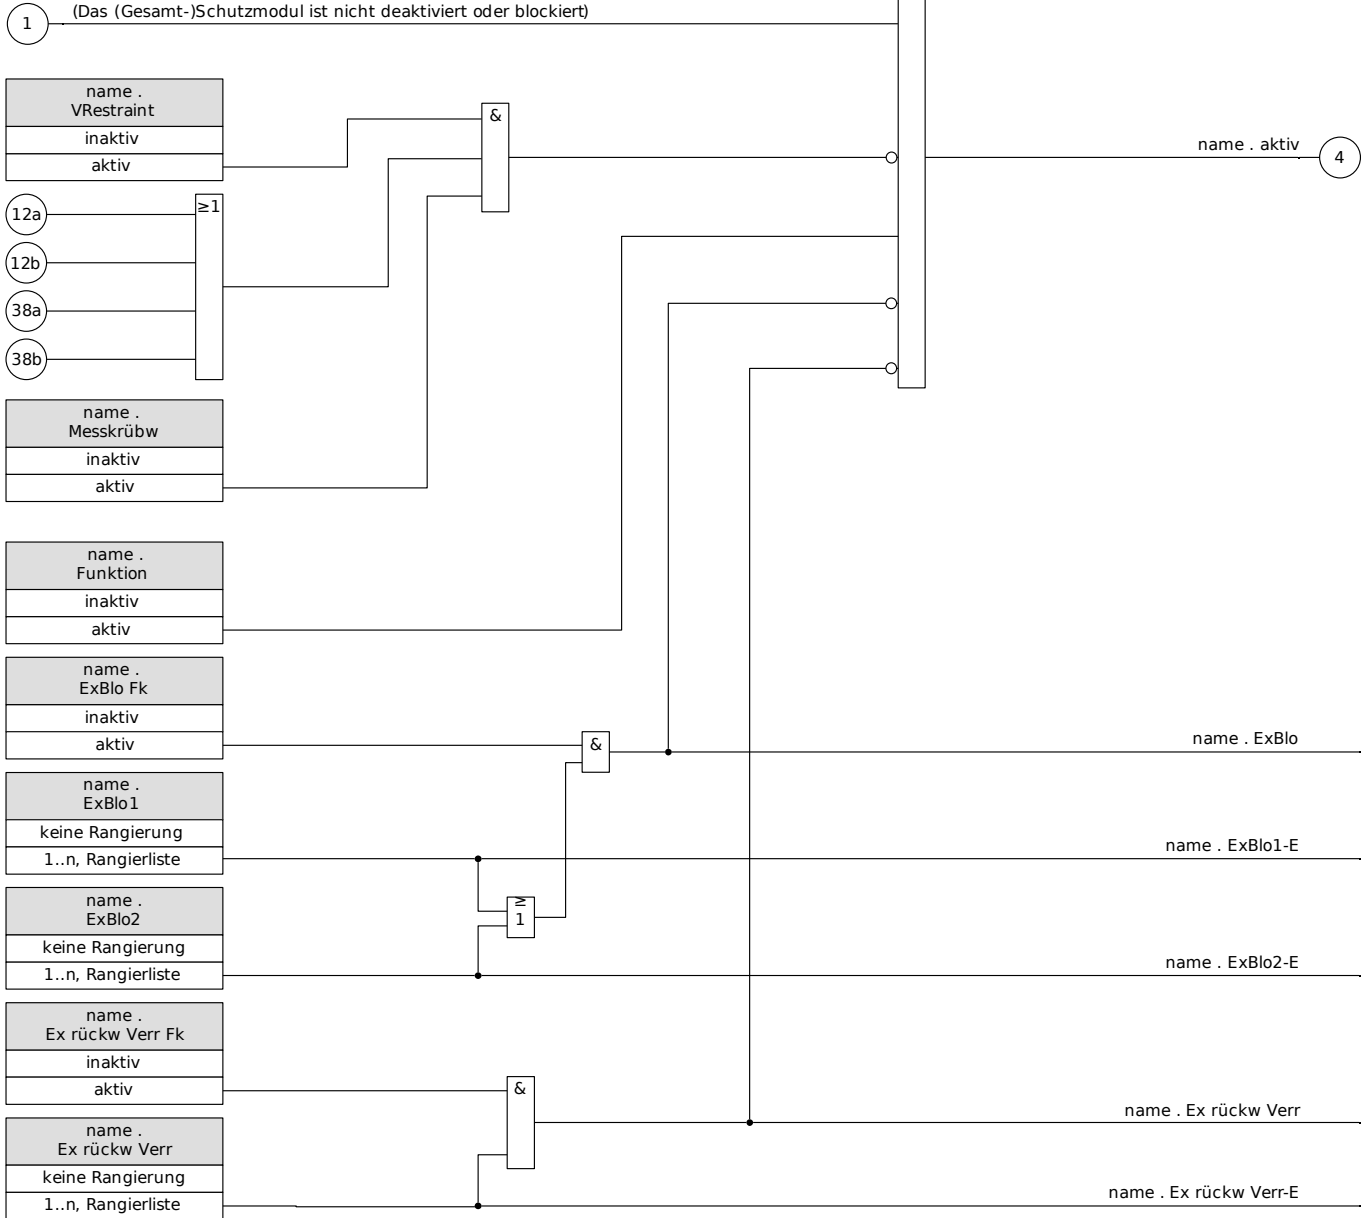 (Das (Gesamt-)Schutzmodul ist nicht deaktiviert oder blockiert)
1
name .
VRestraint
inaktiv
aktiv
&
name . aktiv
4
12a
≥1
12b
38a
38b
name .
Messkrübw
inaktiv
aktiv
name .
Funktion
inaktiv
aktiv
name .
ExBlo Fk
inaktiv
aktiv
&
name . ExBlo
name .
ExBlo1
keine Rangierung
1..n, Rangierliste
name . ExBlo1-E
≥
1
name .
ExBlo2
keine Rangierung
1..n, Rangierliste
name . ExBlo2-E
name .
Ex rückw Verr Fk
inaktiv
aktiv
&
name . Ex rückw Verr
name .
Ex rückw Verr
keine Rangierung
1..n, Rangierliste
name . Ex rückw Verr-E